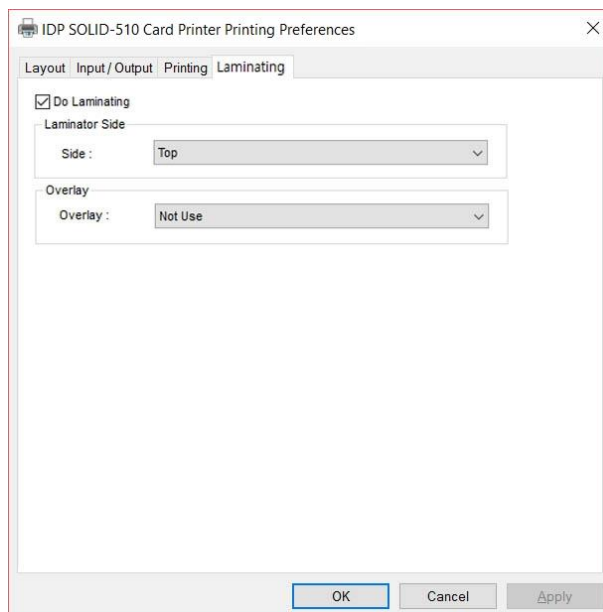 IDP SOLID-510 Card Printer Printing Preferences
Layout Input / Output Printing Laminating
Do Laminating
Laminator Side
Side : Top
Overlay
Overlay : Not Use
OK Cancel Apply